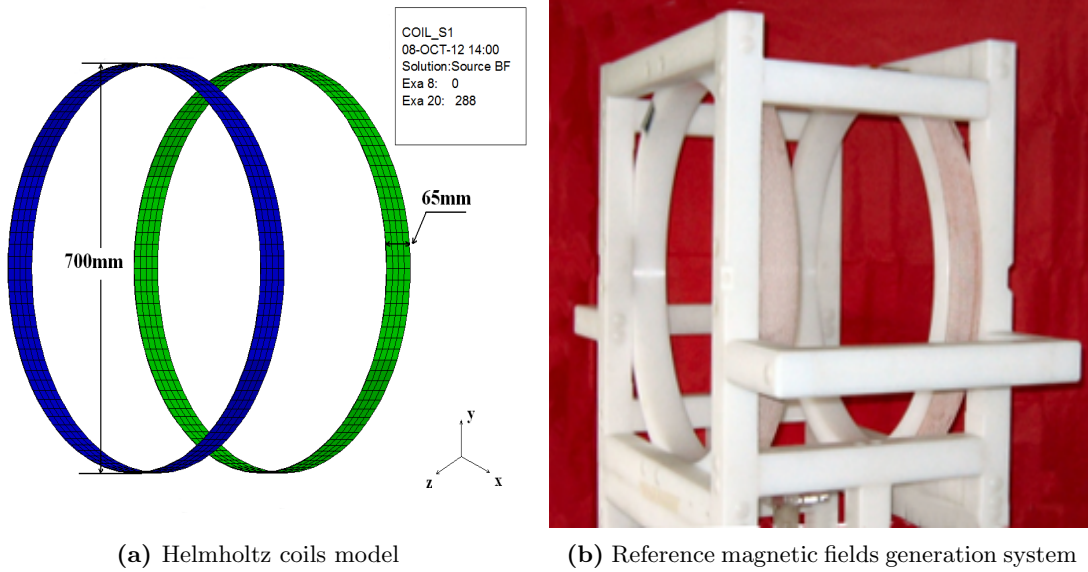 COIL_S1
08-OCT-12 14:00
Solution:Source BF
Exa 8: 0
Exa 20: 288
65mm
700mm
y
x
z
(a) Helmholtz coils model
(b) Reference magnetic fields generation system